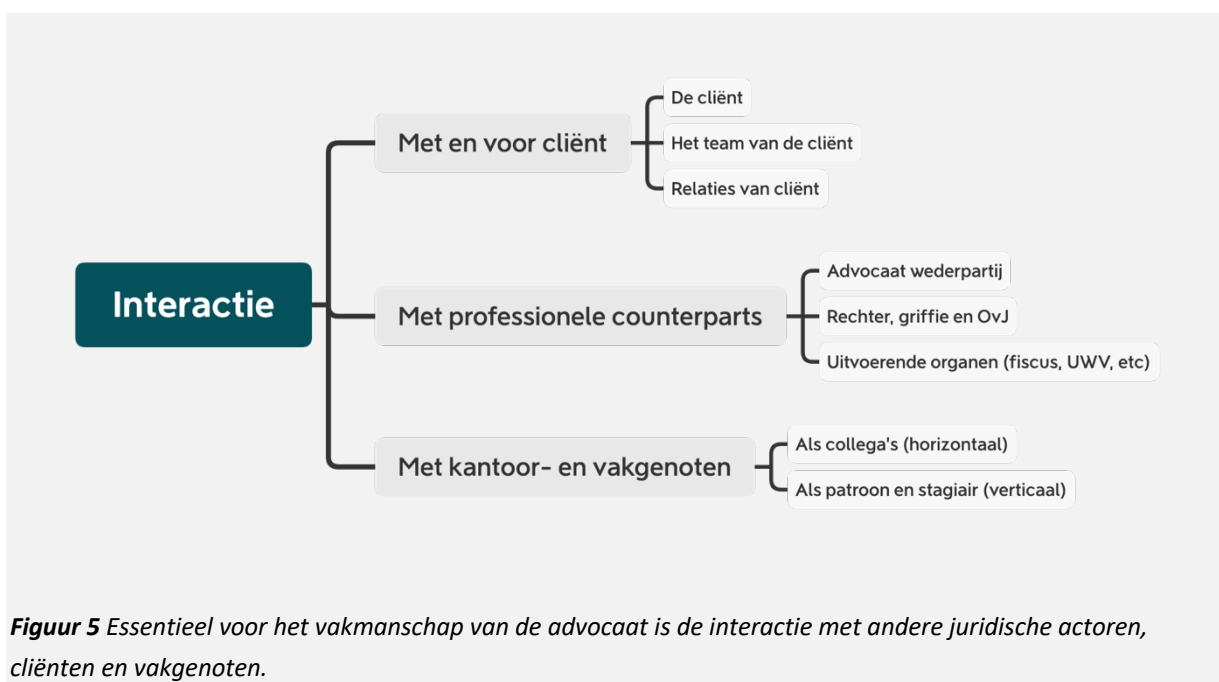 Interactie
Met en voor cliënt
De cliënt
Het team van de cliënt
Relaties van cliënt
Met professionele counterparts
Advocaat wederpartij
Rechter, griffie en OvJ
Uitvoerende organen (fiscus, UWV, etc)
Met kantoor- en vakgenoten
Als collega's (horizontaal)
Als patroon en stagiair (verticaal)
Figuur 5 Essentieel voor het vakmanschap van de advocaat is de interactie met andere juridische actoren,
cliënten en vakgenoten.